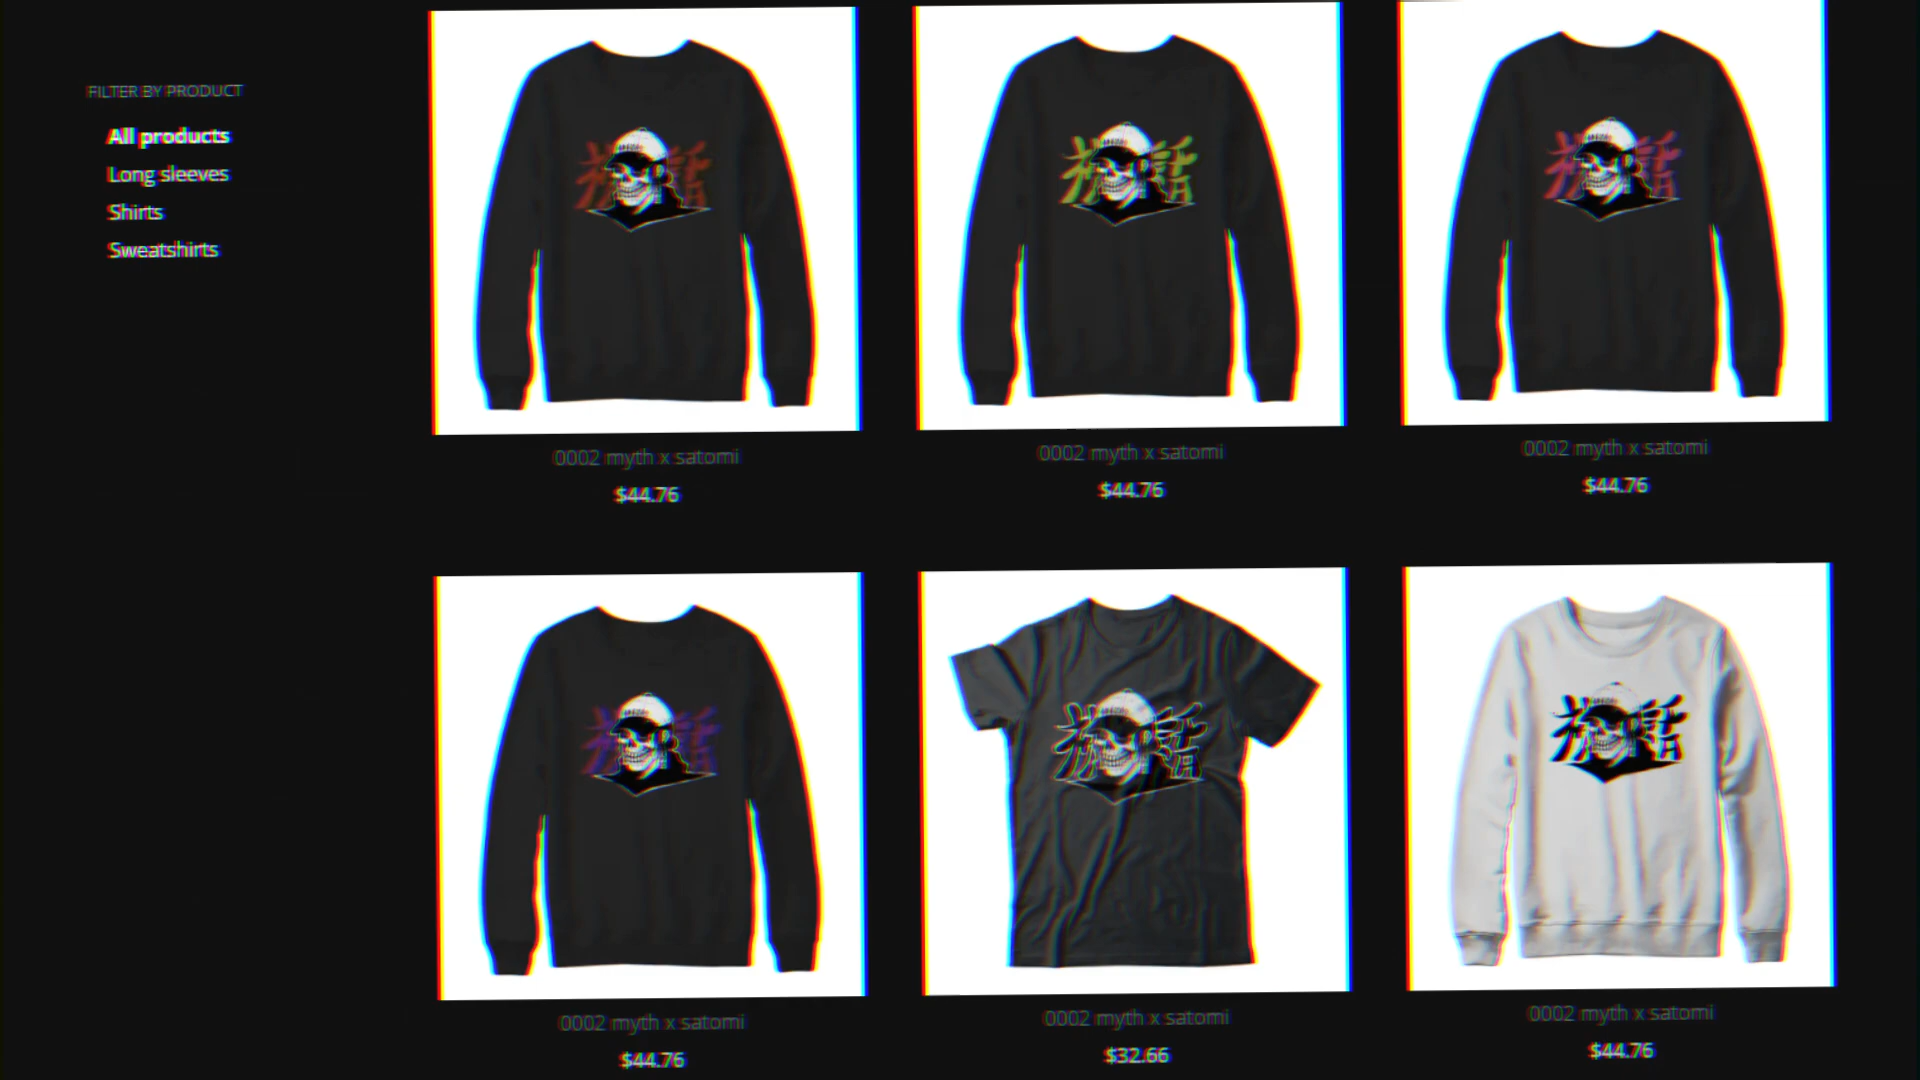 FILTER BY PRODUCT
All products
Long sleeves
Shirts
Sweatshirts
0002 myth x satomi
$44.76
0002 myth x satomi
$44.76
0002 myth x satomi
$44.76
0002 myth x satomi
$44.76
0002 myth x satomi
$32.66
0002 myth x satomi
$44.76